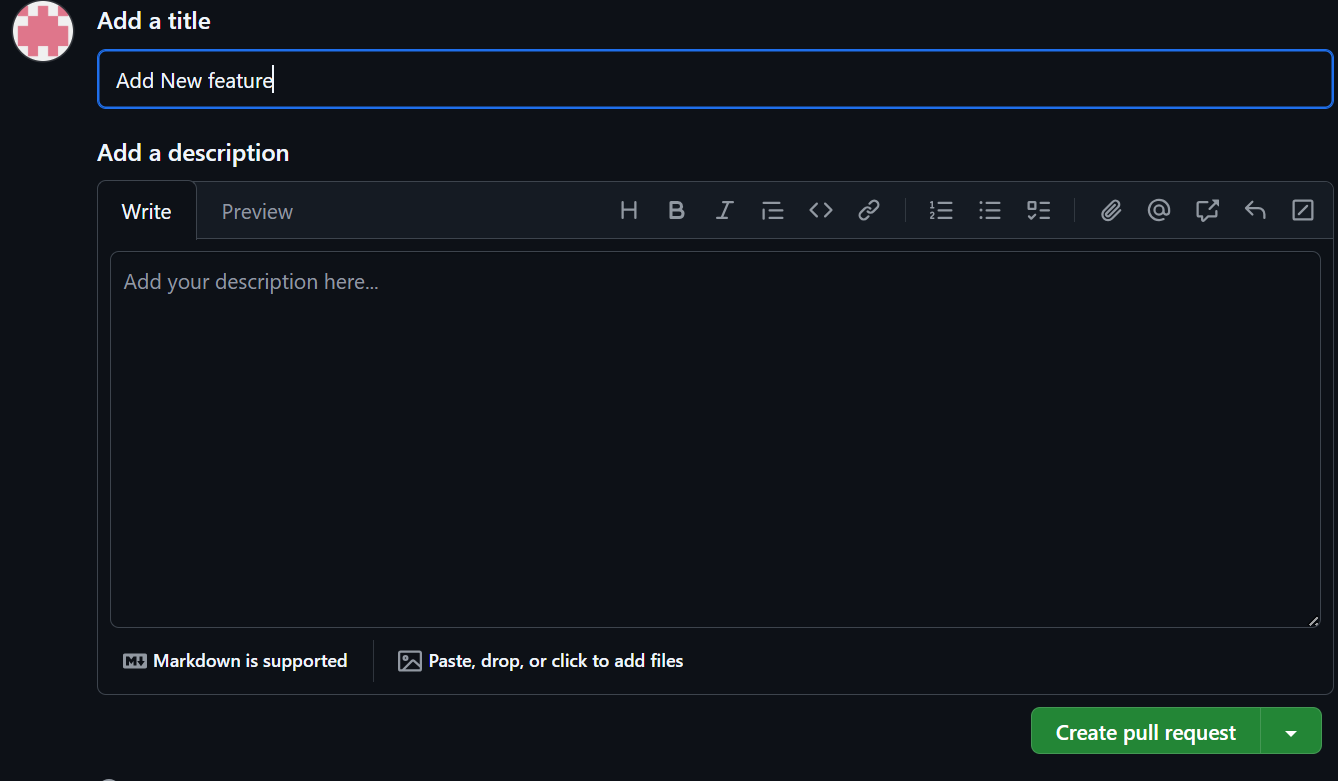 Add a title
Add New feature
Add a description
Write Preview
Add your description here...
Markdown is supported Paste, drop, or click to add files
Create pull request